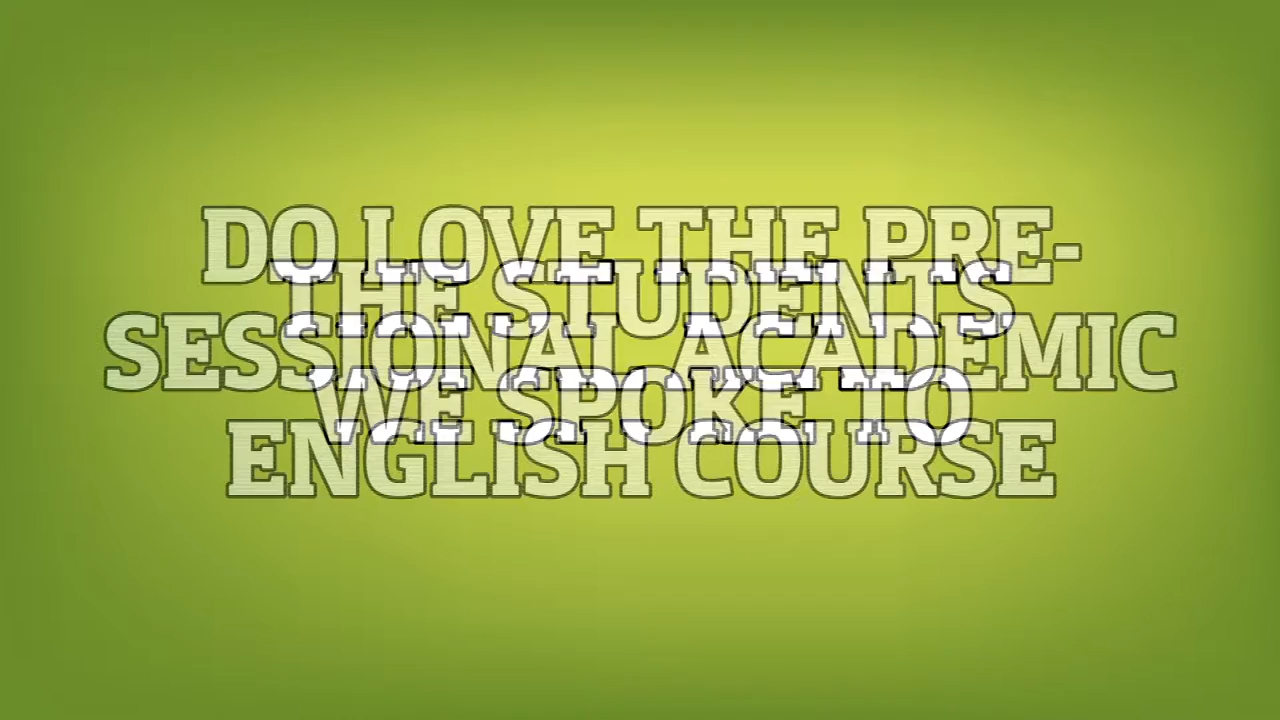 DO LOVE THE PRE-
THE STUDENTS
SESSIONAL ACADEMIC
WE SPOKE TO
ENGLISH COURSE